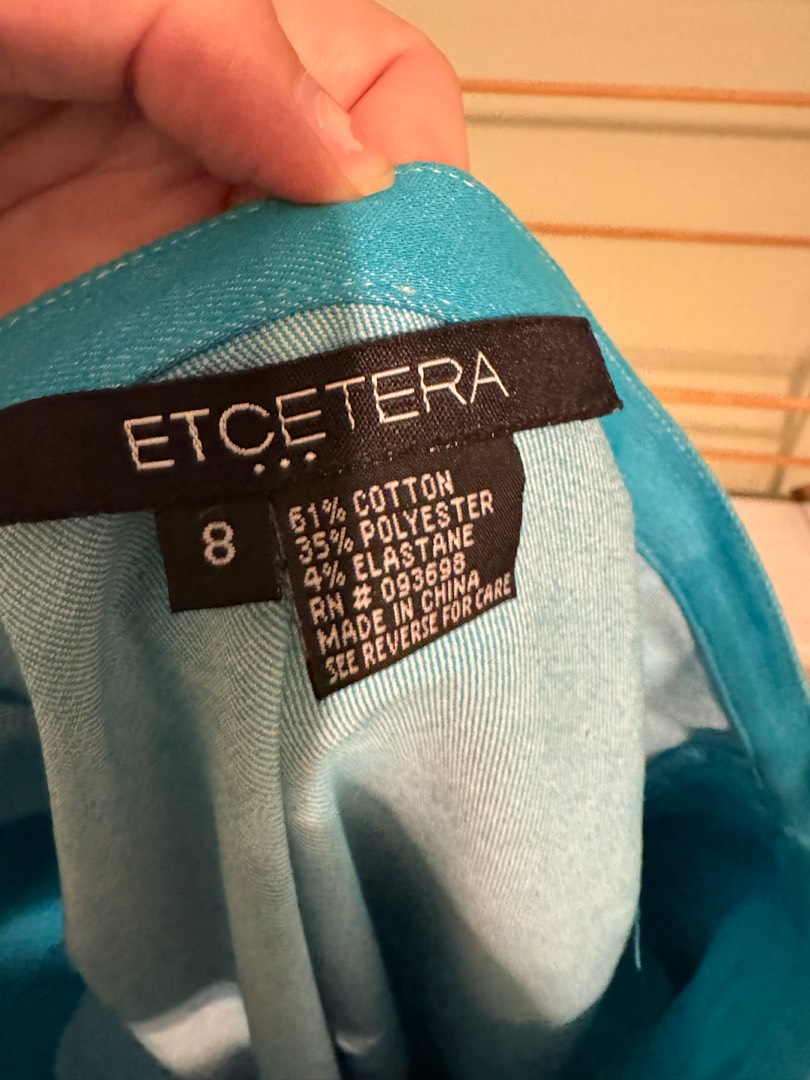 ETCETERA
...
8
61% COTTON
35% POLYESTER
4% ELASTANE
RN # 093698
MADE IN CHINA
SEE REVERSE FOR CARE